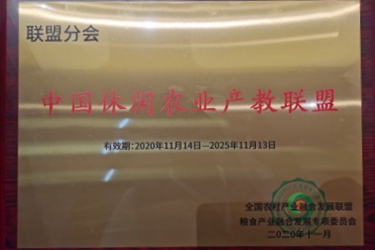 联盟分会
中国休闲农业产教联盟
有效期:2020年11月14日—2025年11月13日
全国农村产业融合发展联盟
粮食产业融合发展专项委员会
二〇二〇年十一月